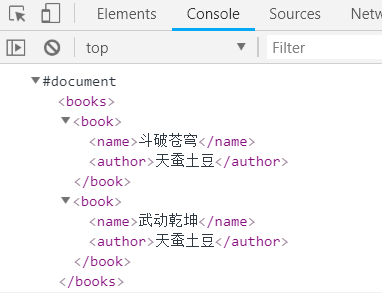 Elements Console Sources Netw
top Filter
#document
<books>
<book>
<name>斗破苍穹</name>
<author>天蚕土豆</author>
</book>
<book>
<name>武动乾坤</name>
<author>天蚕土豆</author>
</book>
</books>